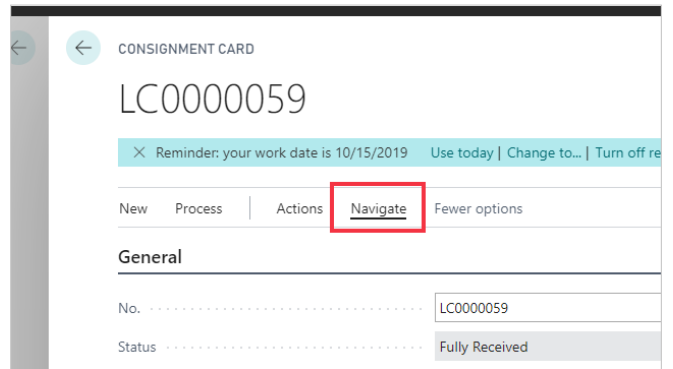 CONSIGNMENT CARD
LC0000059
Reminder: your work date is 10/15/2019 Use today | Change to... | Turn off re
New Process Actions Navigate Fewer options
General
No. LC0000059
Status Fully Received